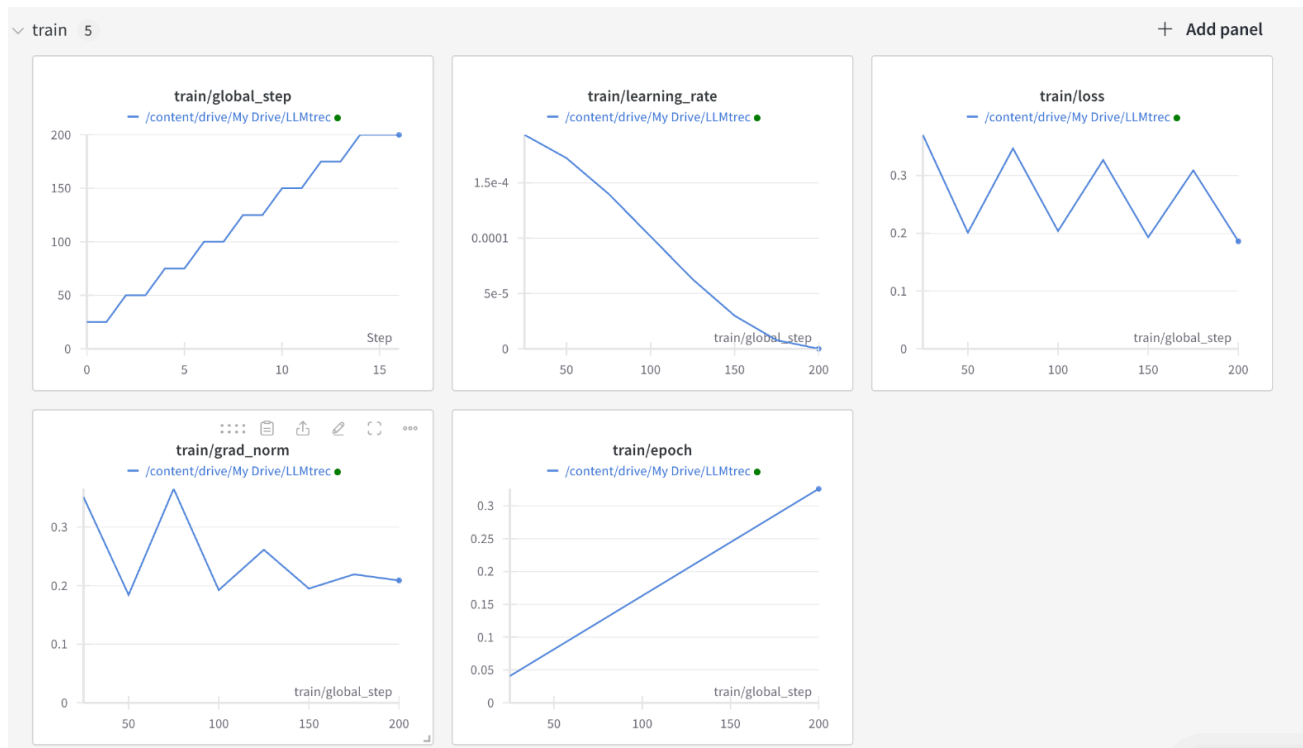 train 5
Add panel
train/global_step
/content/drive/My Drive/LLMtrec
200
150
100
50
0
Step
0 5 10 15
train/learning_rate
/content/drive/My Drive/LLMtrec
1.5e-4
0.0001
5e-5
0
train/global_step
50 100 150 200
train/loss
/content/drive/My Drive/LLMtrec
0.3
0.2
0.1
0
train/global_step
50 100 150 200
train/grad_norm
/content/drive/My Drive/LLMtrec
0.3
0.2
0.1
0
train/global_step
50 100 150 200
train/epoch
/content/drive/My Drive/LLMtrec
0.3
0.25
0.2
0.15
0.1
0.05
0
train/global_step
50 100 150 200